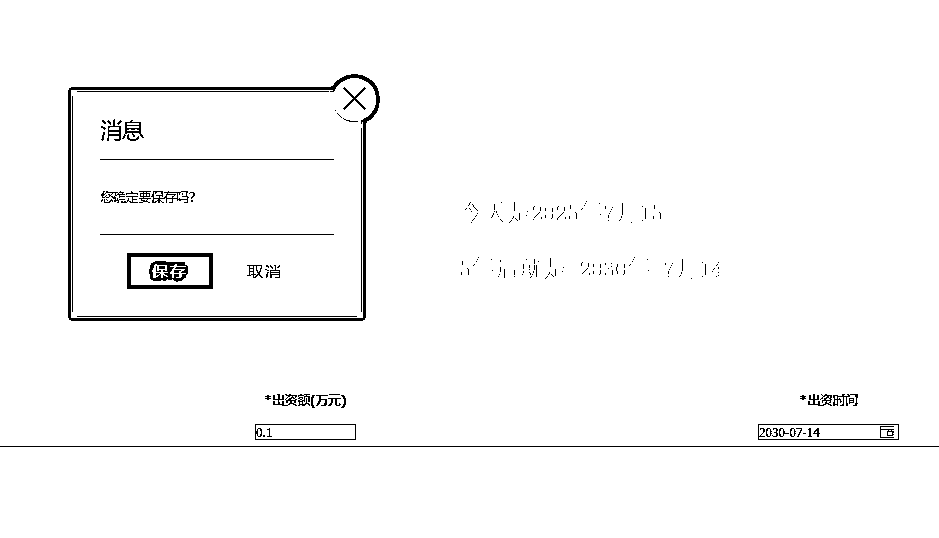 消息
您确定要保存吗?
保存
取消
今天是2025年7月15
5年后就是 2030年 7月14
*出资额(万元)
*出资时间
0.1
2030-07-14